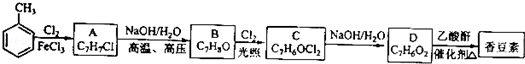 CH₃
Cl₂
FeCl₃
A
C₇H₇Cl
NaOH/H₂O
高温、高压
B
C₇H₈O
Cl₂
光照
C
C₇H₆OCl₂
NaOH/H₂O
D
C₇H₆O₂
乙酸酐
催化剂△
香豆素